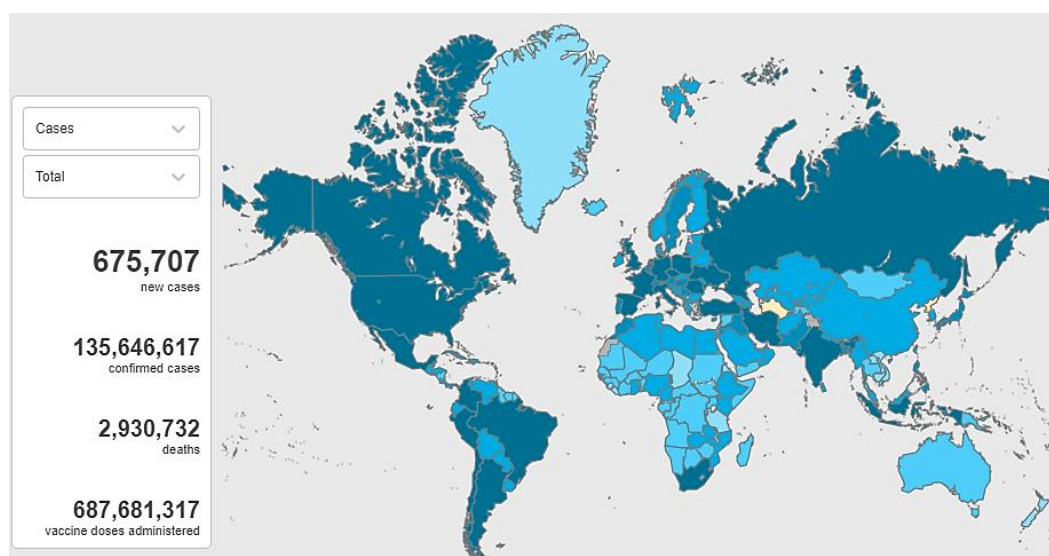 Cases
Total
675,707
new cases
135,646,617
confirmed cases
2,930,732
deaths
687,681,317
vaccine doses administered